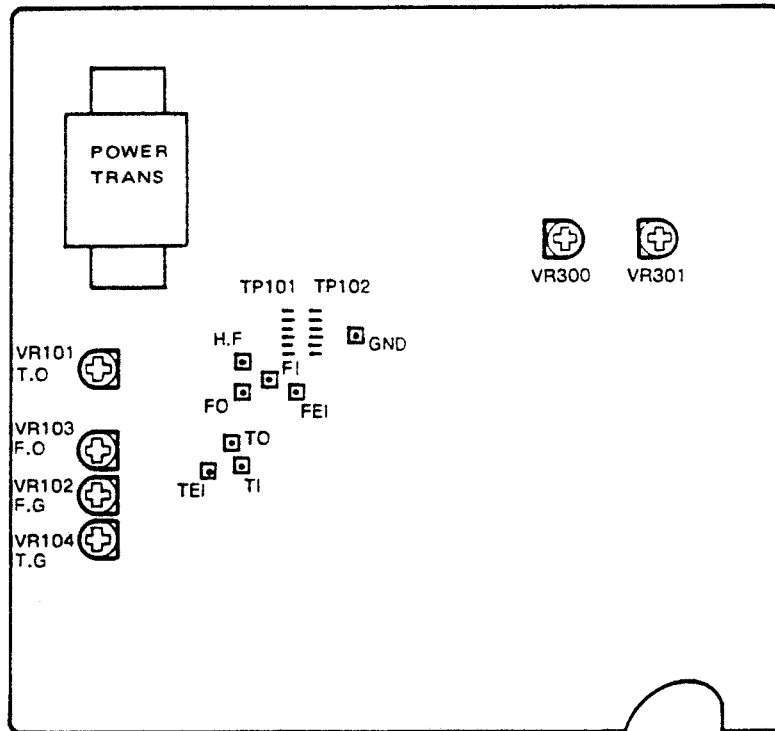 POWER
TRANS
VR300
VR301
TP101
TP102
GND
H.F
FI
FO
FEI
TO
TEI
TI
VR101
T.O
VR103
F.O
VR102
F.G
VR104
T.G